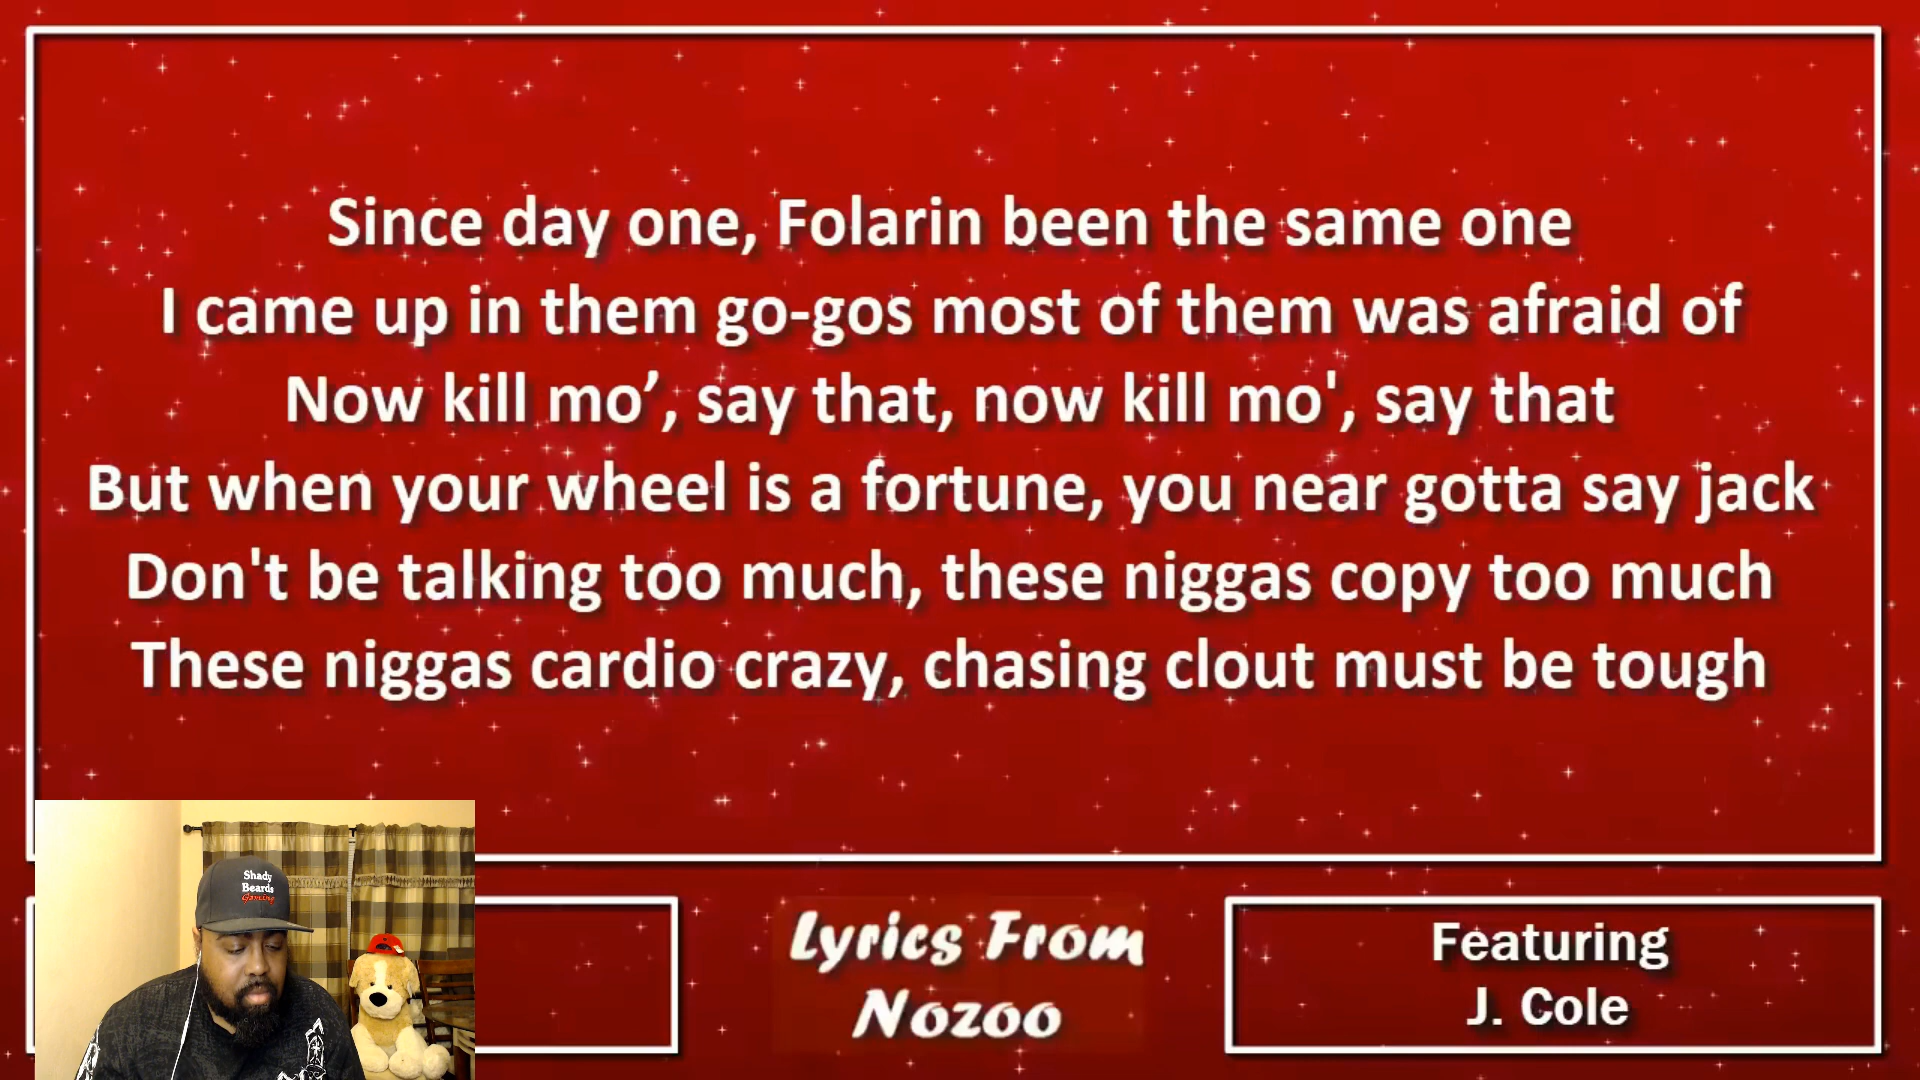 Since day one, Folarin been the same one
I came up in them go-gos most of them was afraid of
Now kill mo’, say that, now kill mo', say that
But when your wheel is a fortune, you near gotta say jack
Don't be talking too much, these niggas copy too much
These niggas cardio crazy, chasing clout must be tough
Shady
Beards
Gaming
Lyrics From
Nozoo
Featuring
J. Cole